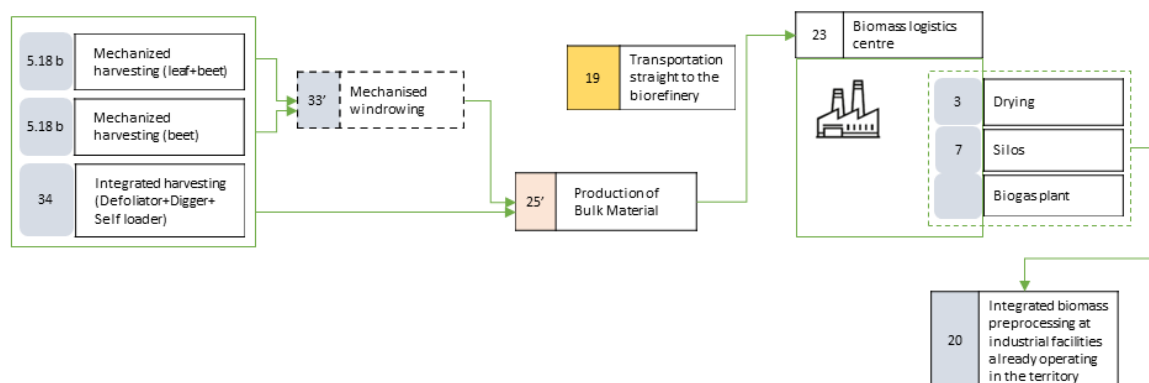 5.18 b
Mechanized
harvesting (leaf+beet)
5.18 b
Mechanized
harvesting (beet)
34
Integrated harvesting
(Defoliator+Digger+
Self loader)
33’
Mechanised
windrowing
19
Transportation
straight to the
biorefinery
25’
Production of
Bulk Material
23
Biomass logistics
centre
3
Drying
7
Silos
Biogas plant
20
Integrated biomass
preprocessing at
industrial facilities
already operating
in the territory